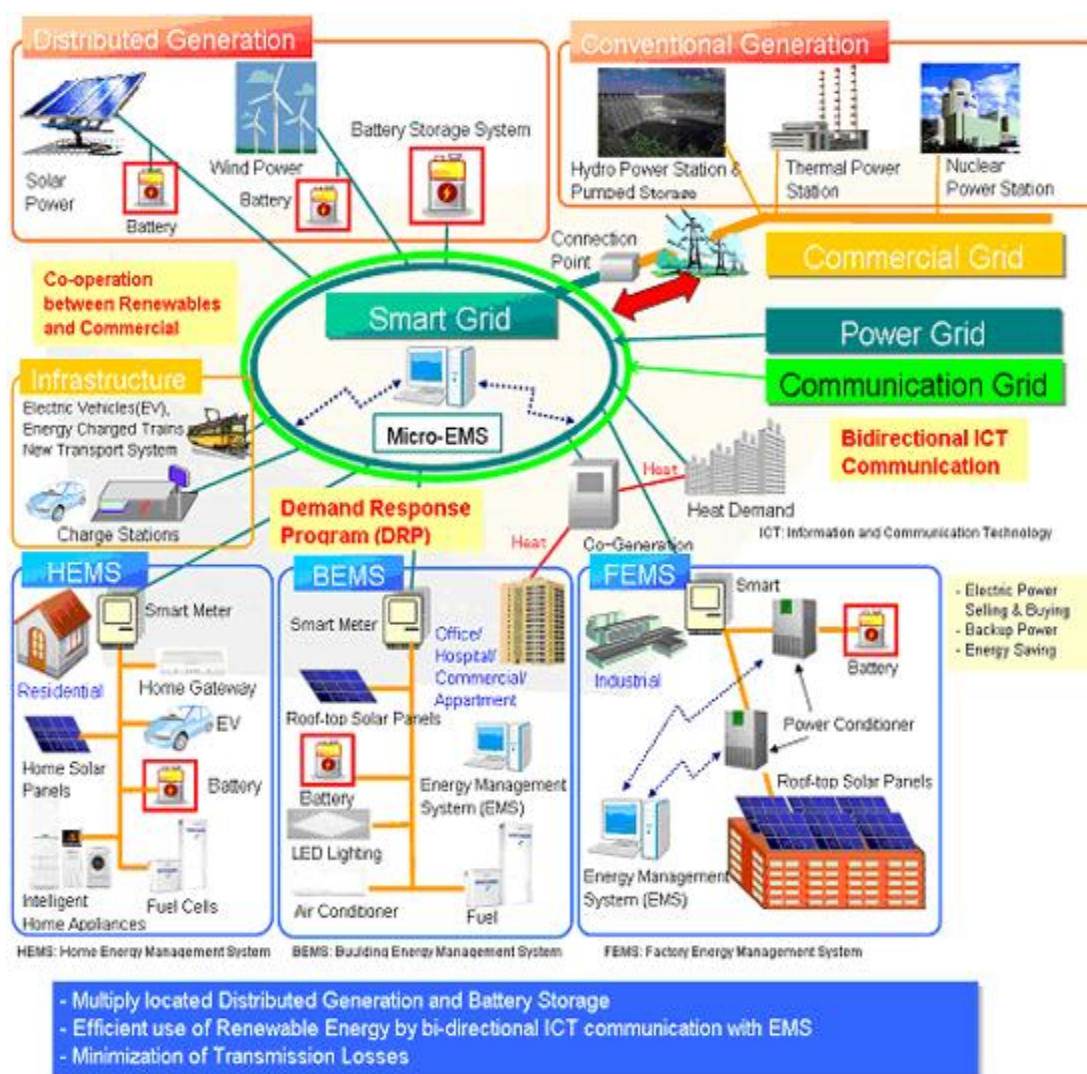 Distributed Generation
Conventional Generation
Solar
Power
Battery
Wind Power
Battery
Battery Storage System
Hydro Power Station &
Pumped Storage
Thermal Power
Station
Nuclear
Power Station
Connection
Point
Commercial Grid
Co-operation
between Renewables
and Commercial
Smart Grid
Power Grid
Communication Grid
Micro-EMS
Infrastructure
Electric Vehicles(EV),
Energy Charged Trains
New Transport System
Charge Stations
Bidirectional ICT
Communication
Heat
Heat Demand
ICT: Information and Communication Technology
Demand Response
Program (DRP)
Heat
Co-Generation
HEMS
Smart Meter
Residential
Home Gateway
EV
Home Solar
Panels
Battery
Intelligent
Home Appliances
Fuel Cells
HEMS: Home Energy Management System
BEMS
Smart Meter
Office/
Hospital/
Commercial/
Appartment
Roof-top Solar Panels
Battery
Energy Management
System (EMS)
LED Lighting
Air Conditioner
Fuel
BEMS: Buulding Energy Management System
FEMS
Smart
Industrial
Battery
Power Conditioner
Roof-top Solar Panels
Energy Management
System (EMS)
FEMS: Factory Energy Management System
- Electric Power
Selling & Buying
- Backup Power
- Energy Saving
- Multiply located Distributed Generation and Battery Storage
- Efficient use of Renewable Energy by bi-directional ICT communication with EMS
- Minimization of Transmission Losses